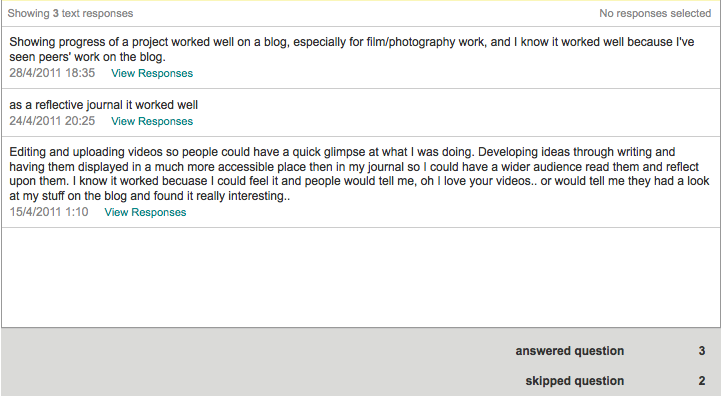 Showing 3 text responses No responses selected
Showing progress of a project worked well on a blog, especially for film/photography work, and I know it worked well because I've
seen peers' work on the blog.
28/4/2011 18:35 View Responses
as a reflective journal it worked well
24/4/2011 20:25 View Responses
Editing and uploading videos so people could have a quick glimpse at what I was doing. Developing ideas through writing and
having them displayed in a much more accessible place then in my journal so I could have a wider audience read them and reflect
upon them. I know it worked becuase I could feel it and people would tell me, oh I love your videos.. or would tell me they had a look
at my stuff on the blog and found it really interesting..
15/4/2011 1:10 View Responses
answered question 3
skipped question 2